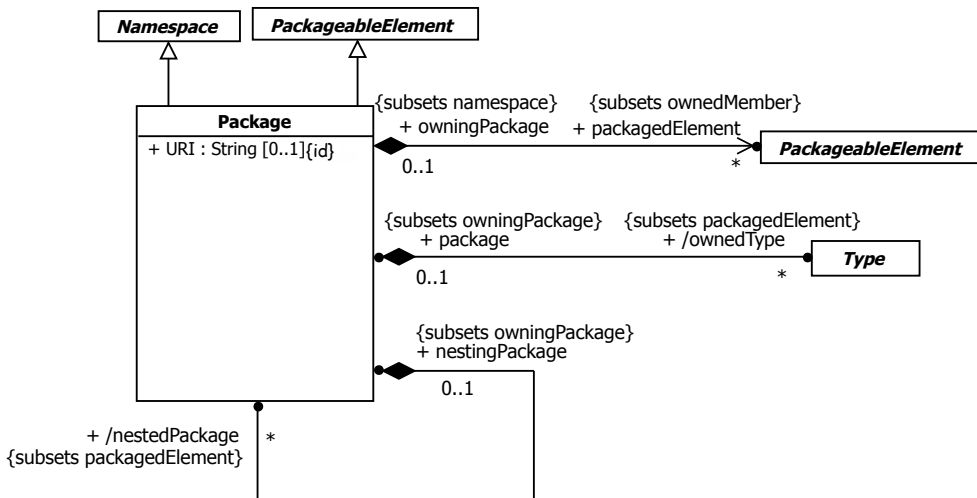 Namespace
PackageableElement
Package
+ URI : String [0..1]{id}
{subsets namespace}
+ owningPackage
0..1
{subsets ownedMember}
+ packagedElement
*
PackageableElement
{subsets owningPackage}
+ package
0..1
{subsets packagedElement}
+ /ownedType
*
Type
{subsets owningPackage}
+ nestingPackage
0..1
+ /nestedPackage
*
{subsets packagedElement}